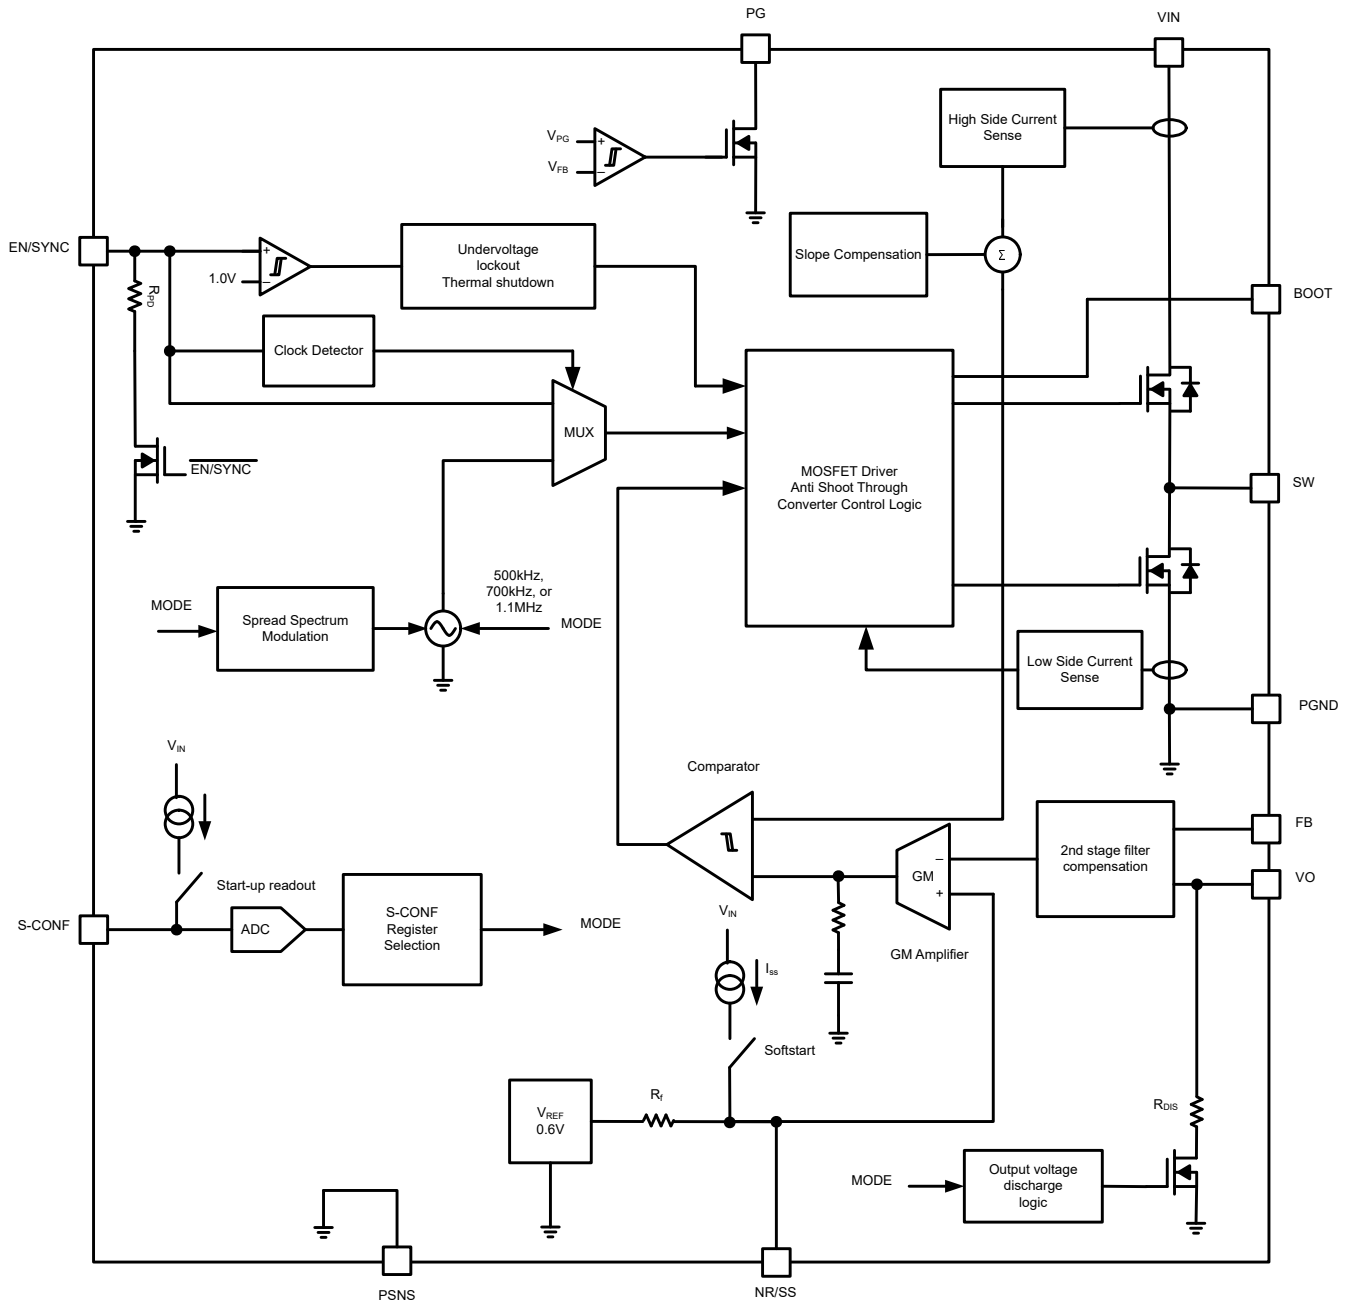 PG
VIN
High Side Current
Sense
VPG
+
VFB
−
EN/SYNC
+
1.0V
−
Undervoltage
lockout
Thermal shutdown
Slope Compensation
Σ
RPD
BOOT
Clock Detector
MUX
EN/SYNC
MOSFET Driver
Anti Shoot Through
Converter Control Logic
SW
500kHz,
700kHz, or
1.1MHz
MODE
Spread Spectrum
Modulation
MODE
Low Side Current
Sense
PGND
VIN
Comparator
FB
2nd stage filter
compensation
−
GM
+
VO
Start-up readout
S-CONF
ADC
S-CONF
Register
Selection
MODE
VIN
GM Amplifier
Iss
Softstart
VREF
0.6V
Rf
RDIS
MODE
Output voltage
discharge
logic
PSNS
NR/SS